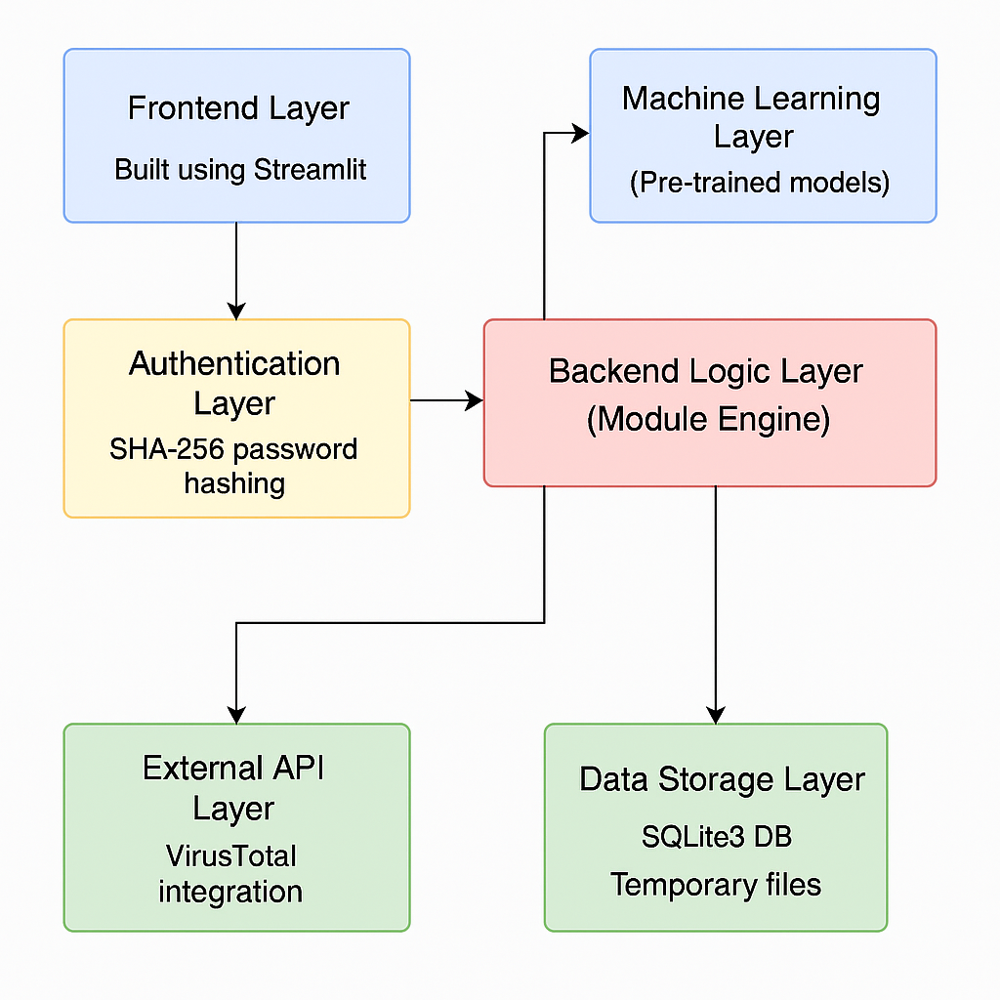 Frontend Layer
Built using Streamlit
Machine Learning
Layer
(Pre-trained models)
Authentication
Layer
SHA-256 password
hashing
Backend Logic Layer
(Module Engine)
External API
Layer
VirusTotal
integration
Data Storage Layer
SQLite3 DB
Temporary files